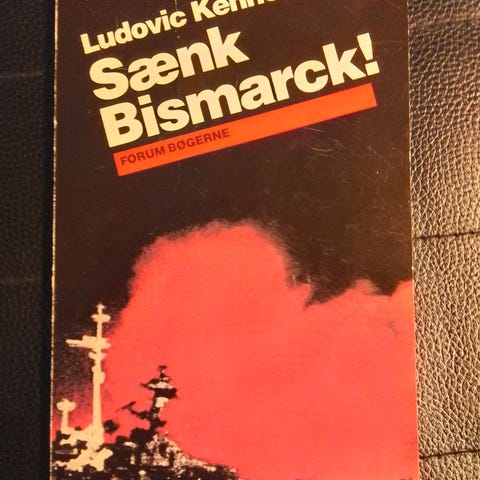 Ludovic
Sænk
Bismarck!
FORUM BØGERNE